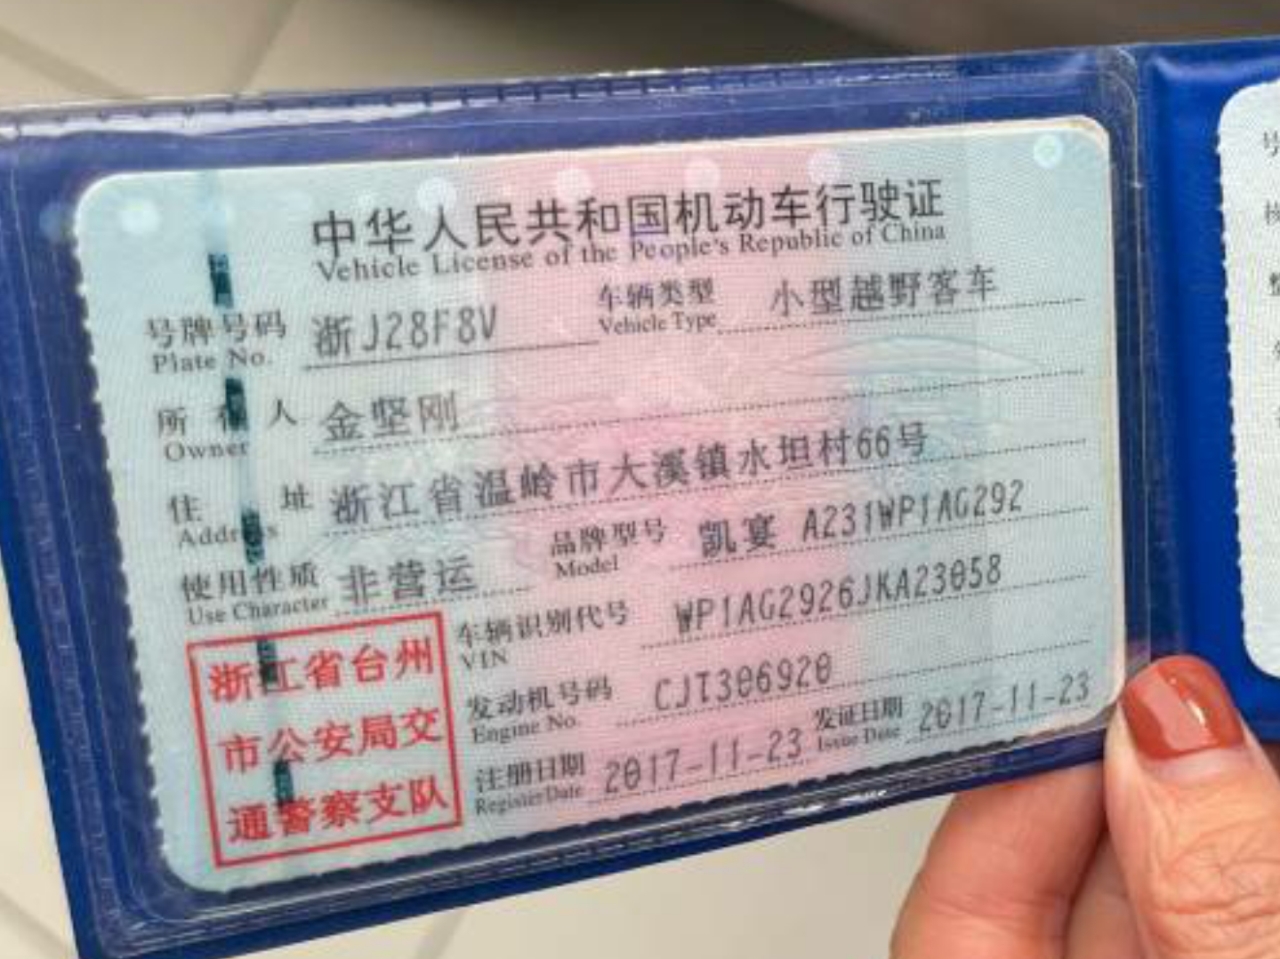 中华人民共和国机动车行驶证
Vehicle License of the People's Republic of China
号牌号码 浙J28F8V 车辆类型 小型越野客车
Plate No. Vehicle Type
所有人 金坚刚
Owner
住址 浙江省温岭市大溪镇水坦村66号
Address
使用性质 非营运 品牌型号 凯宴 A231WP1AG292
Use Character Model
车辆识别代号 WP1AG2926JKA23058
VIN
发动机号码 CJT306920
Engine No.
注册日期 2017-11-23 发证日期 2017-11-23
Register Date Issue Date
浙江省台州
市公安局交
通警察支队
号